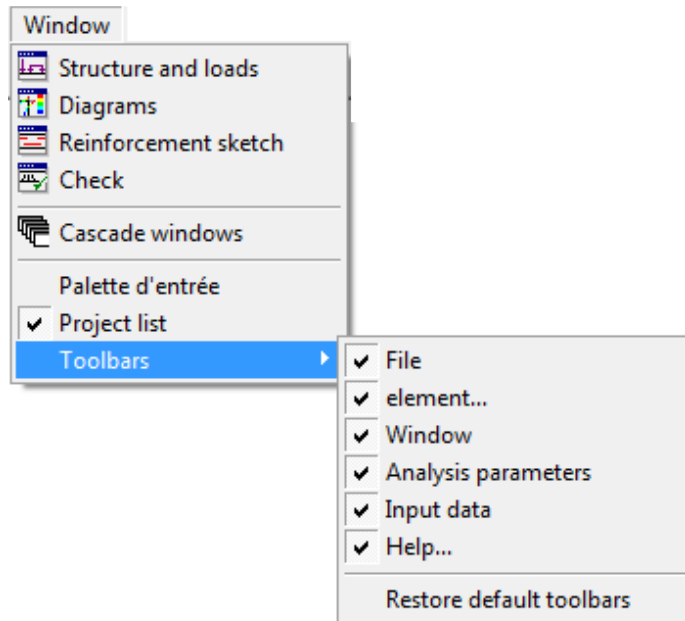 Window
Structure and loads
Diagrams
Reinforcement sketch
Check
Cascade windows
Palette d'entrée
Project list
Toolbars
File
element...
Window
Analysis parameters
Input data
Help...
Restore default toolbars